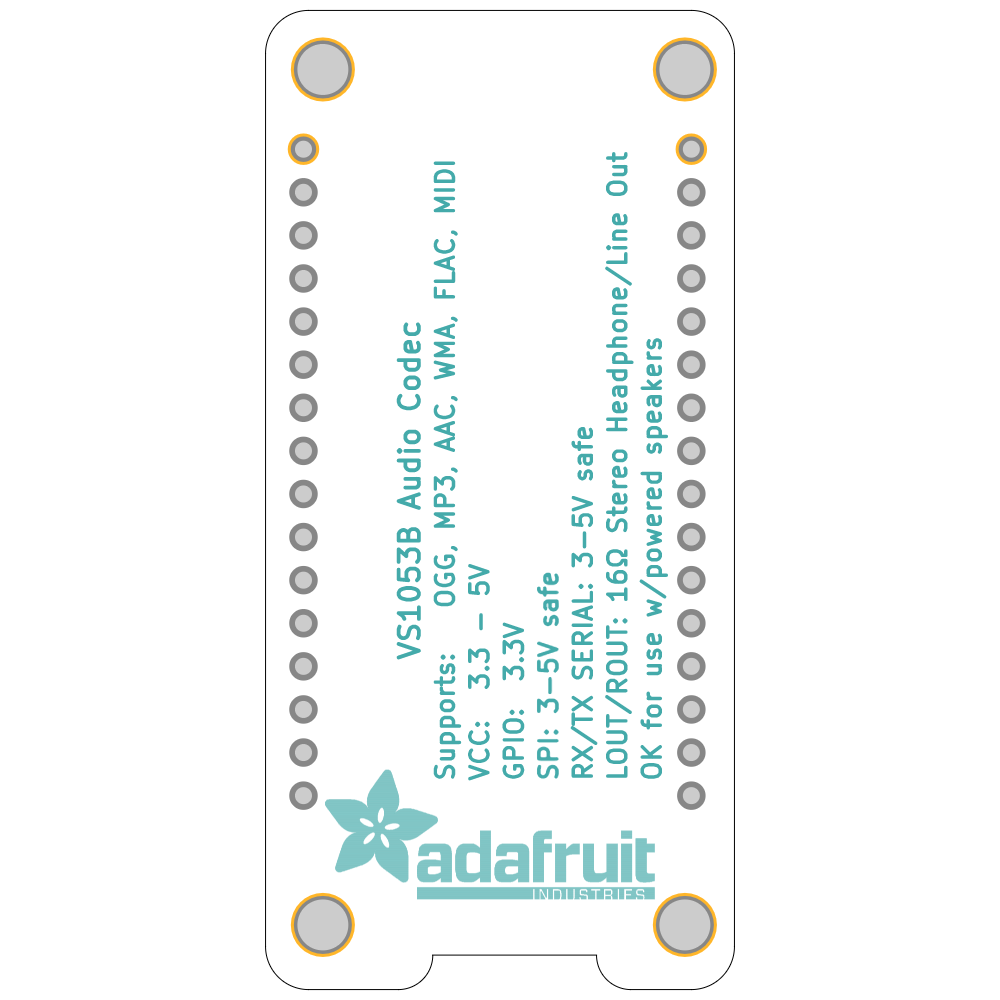 VS1053B Audio Codec
Supports: OGG, MP3, AAC, WMA, FLAC, MIDI
VCC: 3.3 - 5V
GPIO: 3.3V
SPI: 3-5V safe
RX/TX SERIAL: 3-5V safe
LOUT/ROUT: 16Ω Stereo Headphone/Line Out
OK for use w/powered speakers
adafruit
INDUSTRIES